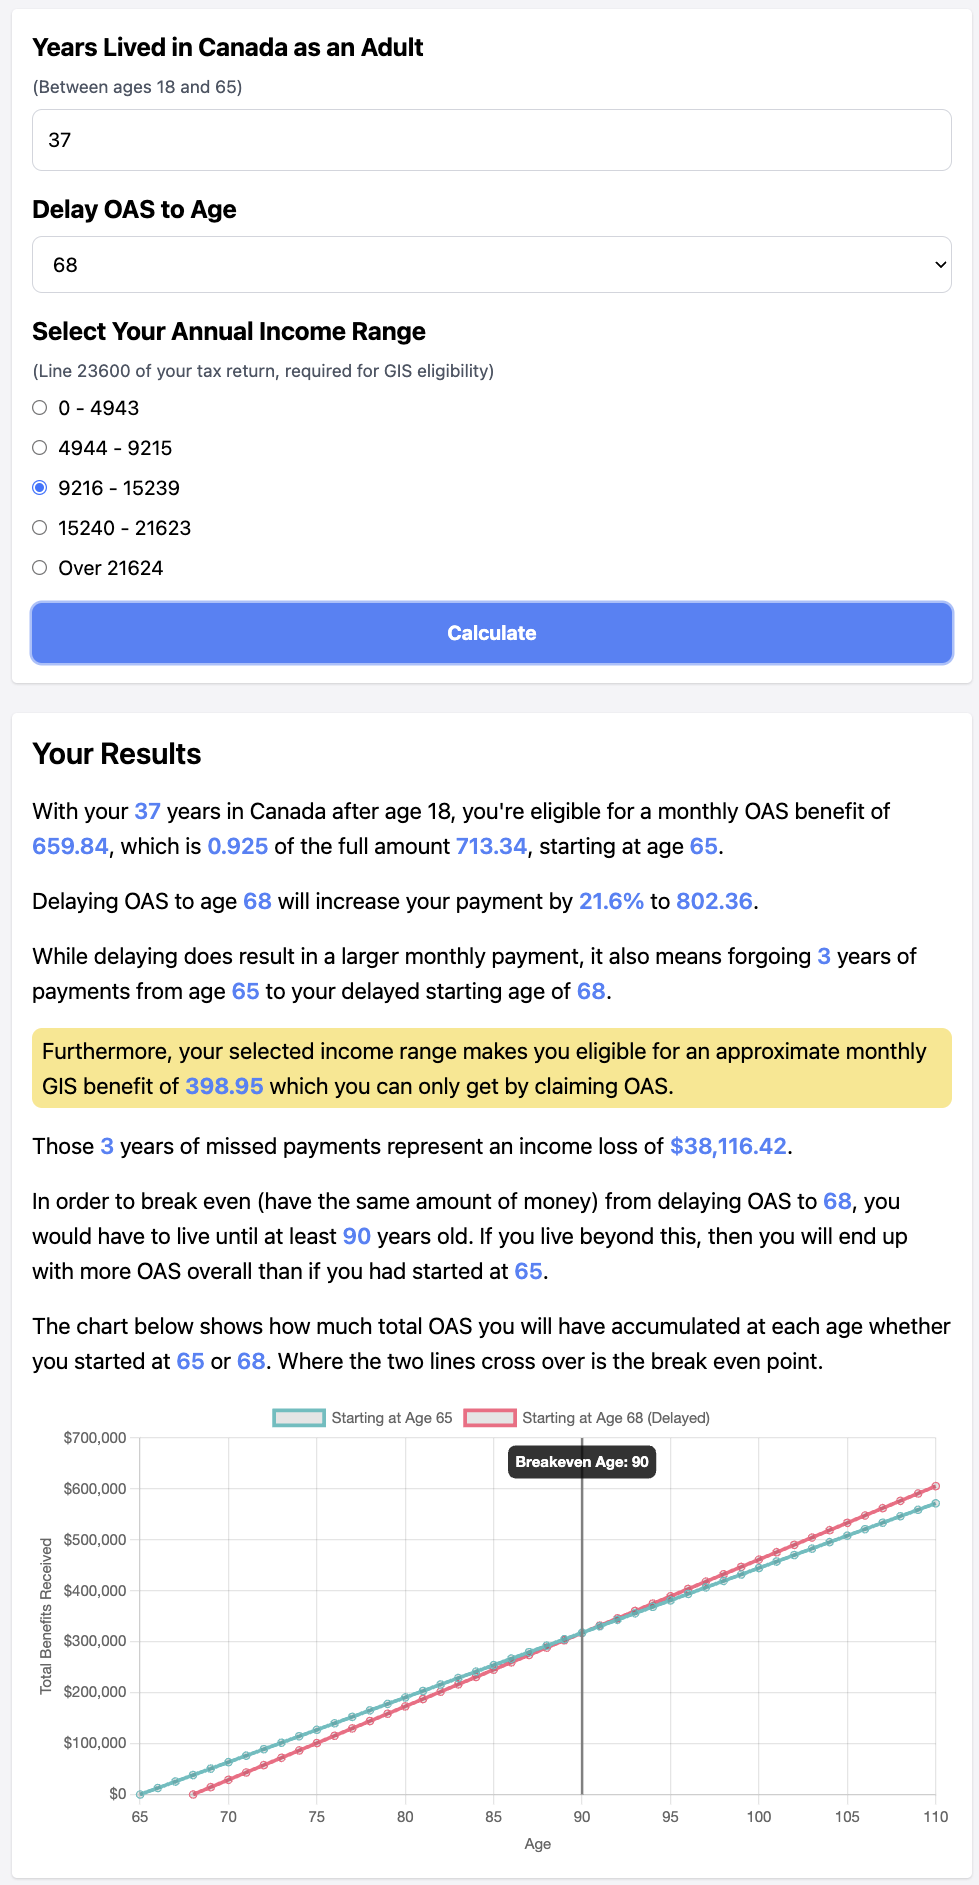 Years Lived in Canada as an Adult
(Between ages 18 and 65)
37
Delay OAS to Age
68
Select Your Annual Income Range
(Line 23600 of your tax return, required for GIS eligibility)
0 - 4943
4944 - 9215
9216 - 15239
15240 - 21623
Over 21624
Calculate
Your Results
With your 37 years in Canada after age 18, you're eligible for a monthly OAS benefit of
659.84, which is 0.925 of the full amount 713.34, starting at age 65.
Delaying OAS to age 68 will increase your payment by 21.6% to 802.36.
While delaying does result in a larger monthly payment, it also means forgoing 3 years of
payments from age 65 to your delayed starting age of 68.
Furthermore, your selected income range makes you eligible for an approximate monthly
GIS benefit of 398.95 which you can only get by claiming OAS.
Those 3 years of missed payments represent an income loss of $38,116.42.
In order to break even (have the same amount of money) from delaying OAS to 68, you
would have to live until at least 90 years old. If you live beyond this, then you will end up
with more OAS overall than if you had started at 65.
The chart below shows how much total OAS you will have accumulated at each age whether
you started at 65 or 68. Where the two lines cross over is the break even point.
Starting at Age 65 Starting at Age 68 (Delayed)
Breakeven Age: 90
Total Benefits Received
$700,000
$600,000
$500,000
$400,000
$300,000
$200,000
$100,000
$0
65 70 75 80 85 90 95 100 105 110
Age